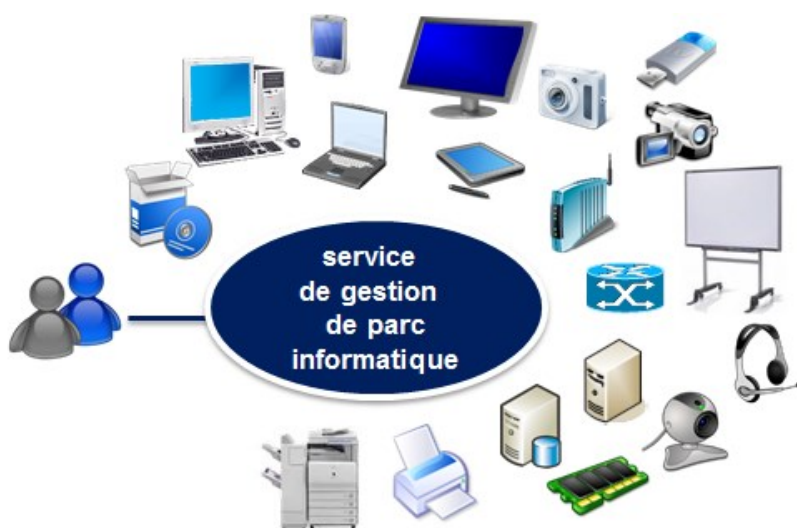 service
de gestion
de parc
informatique